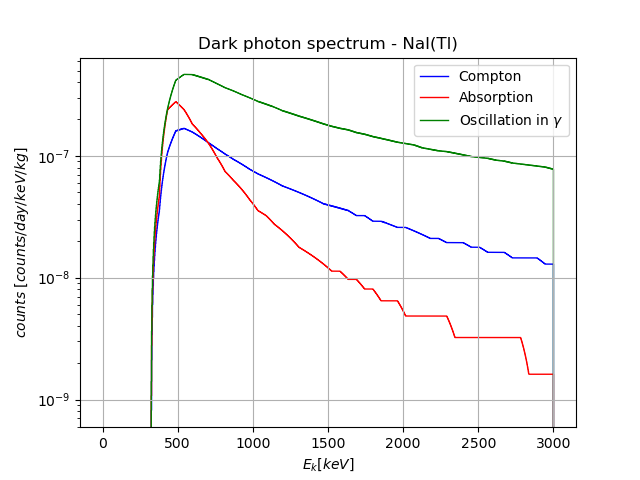 Dark photon spectrum - NaI(Tl)
Compton
Absorption
Oscillation in γ
counts [counts/day/keV/kg]
10⁻⁷
10⁻⁸
10⁻⁹
0 500 1000 1500 2000 2500 3000
E_k[keV]